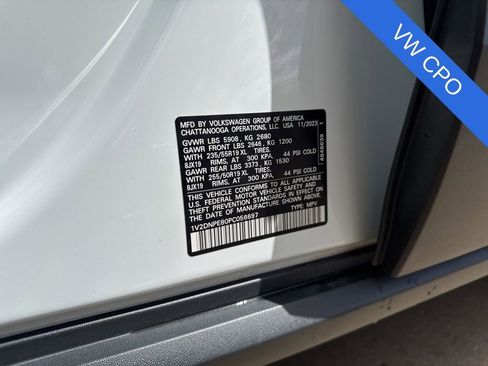 VW CPO
MFD BY VOLKSWAGEN GROUP OF AMERICA
CHATTANOOGA OPERATIONS, LLC. USA 11/2023
GVWR LBS 5908, KG 2680
GAWR FRONT LBS 2646, KG 1200
WITH 235/55R19 XL TIRES,
8JX19 RIMS, AT 300 KPA, 44 PSI COLD
GAWR REAR LBS 3373, KG 1530
WITH 255/50R19 XL TIRES,
8JX19 RIMS, AT 300 KPA, 44 PSI COLD
THIS VEHICLE CONFORMS TO ALL APPLICABLE
U.S. FEDERAL MOTOR VEHICLE SAFETY
STANDARDS IN EFFECT ON
THE DATE OF MANUFACTURE SHOWN ABOVE.
1V2DNPE80PC056697 TYPE: MPV